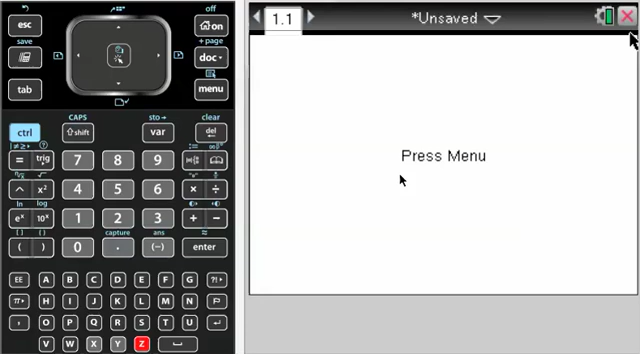 off
esc
on
1.1
*Unsaved
save
+ page
doc
tab
menu
CAPS
sto→
clear
ctrl
⇧shift
var
del
= trig 7 8 9
^ x² 4 5 6 × ÷
ln log
eˣ 10ˣ 1 2 3 + −
[ ] { }
capture ans ≈
( ) 0 . (−) enter
EE A B C D E F G ?!▸
π▸ H I J K L M N
, O P Q R S T U ↵
V W X Y Z
Press Menu